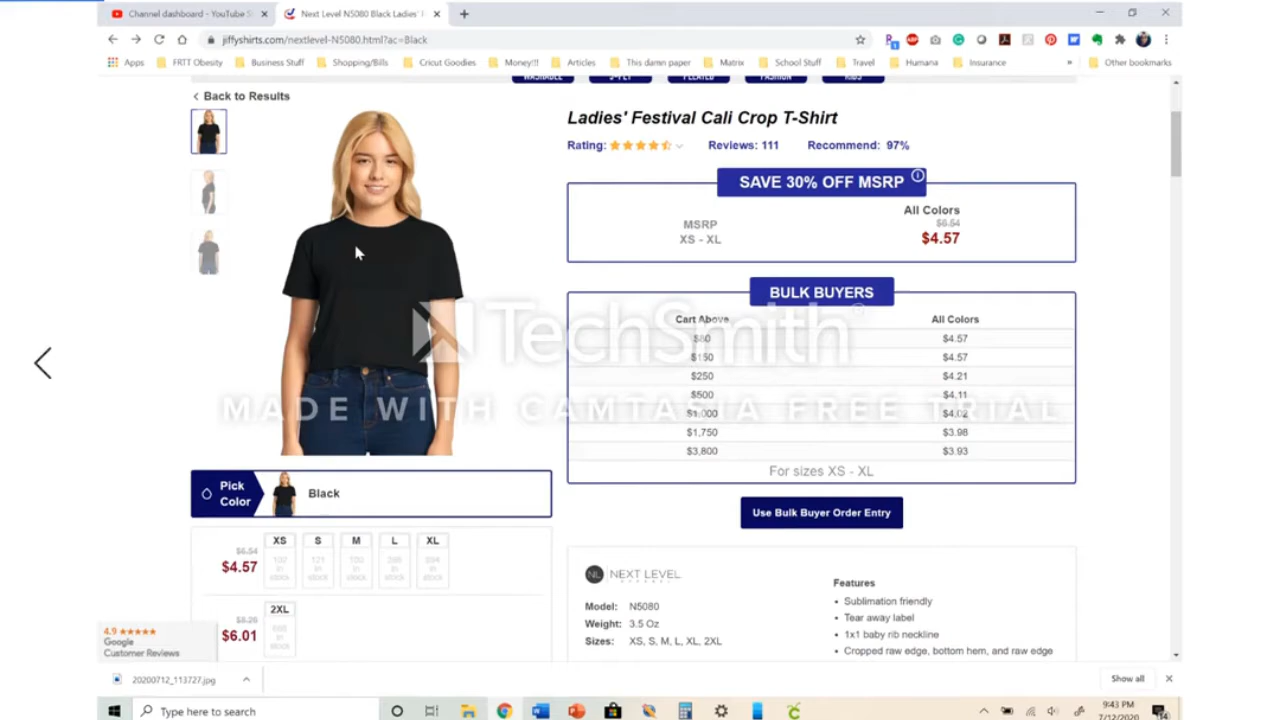 Channel dashboard - YouTube S
Next Level N5080 Black Ladies' F
jiffyshirts.com/nextlevel-N5080.html?ac=Black
Apps
FRTT Obesity
Business Stuff
Shopping/Bills
Cricut Goodies
Money!!!
Articles
This damn paper
Matrix
School Stuff
Travel
Humana
Insurance
»
Other bookmarks
WASHABLE
PLEATED
FASHION
KIDS
Back to Results
Ladies' Festival Cali Crop T-Shirt
Rating:
Reviews: 111
Recommend: 97%
SAVE 30% OFF MSRP
All Colors
MSRP
$6.54
XS - XL
$4.57
BULK BUYERS
Cart Above
All Colors
$80
$4.57
$150
$4.57
$250
$4.21
$500
$4.11
$1,000
$4.02
$1,750
$3.98
$3,800
$3.93
For sizes XS - XL
TechSmith
MADE WITH CAMTASIA FREE TRIAL
Use Bulk Buyer Order Entry
Pick
Color
Black
XS S M L XL
$6.54
$4.57
in in in in in
stock stock stock stock stock
2XL
$6.01
in
stock
NL NEXT LEVEL
Model: N5080
Weight: 3.5 Oz
Sizes: XS, S, M, L, XL, 2XL
Features
• Sublimation friendly
• Tear away label
• 1x1 baby rib neckline
• Cropped raw edge, bottom hem, and raw edge
4.9
Google
Customer Reviews
20200712_113727.jpg
Show all
Type here to search
9:43 PM
7/12/2020